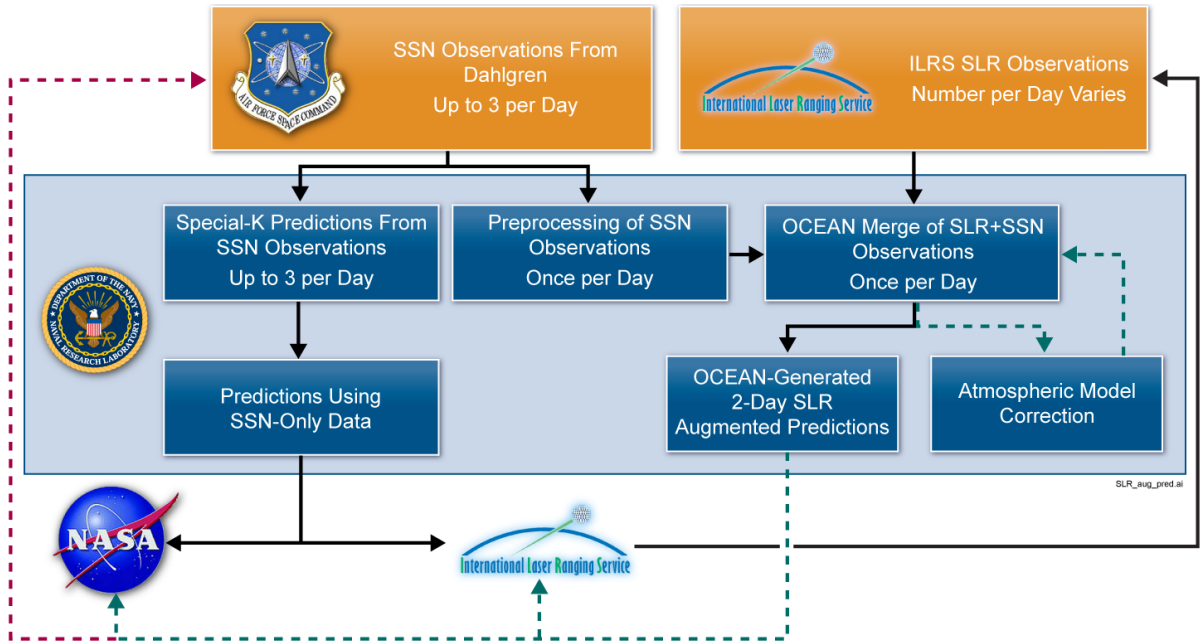 SSN Observations From
Dahlgren
Up to 3 per Day
AIR FORCE SPACE COMMAND
International Laser Ranging Service
ILRS SLR Observations
Number per Day Varies
Special-K Predictions From
SSN Observations
Up to 3 per Day
Preprocessing of SSN
Observations
Once per Day
OCEAN Merge of SLR+SSN
Observations
Once per Day
DEPARTMENT OF THE NAVY
NAVAL RESEARCH LABORATORY
Predictions Using
SSN-Only Data
OCEAN-Generated
2-Day SLR
Augmented Predictions
Atmospheric Model
Correction
SLR_aug_pred.ai
NASA
International Laser Ranging Service